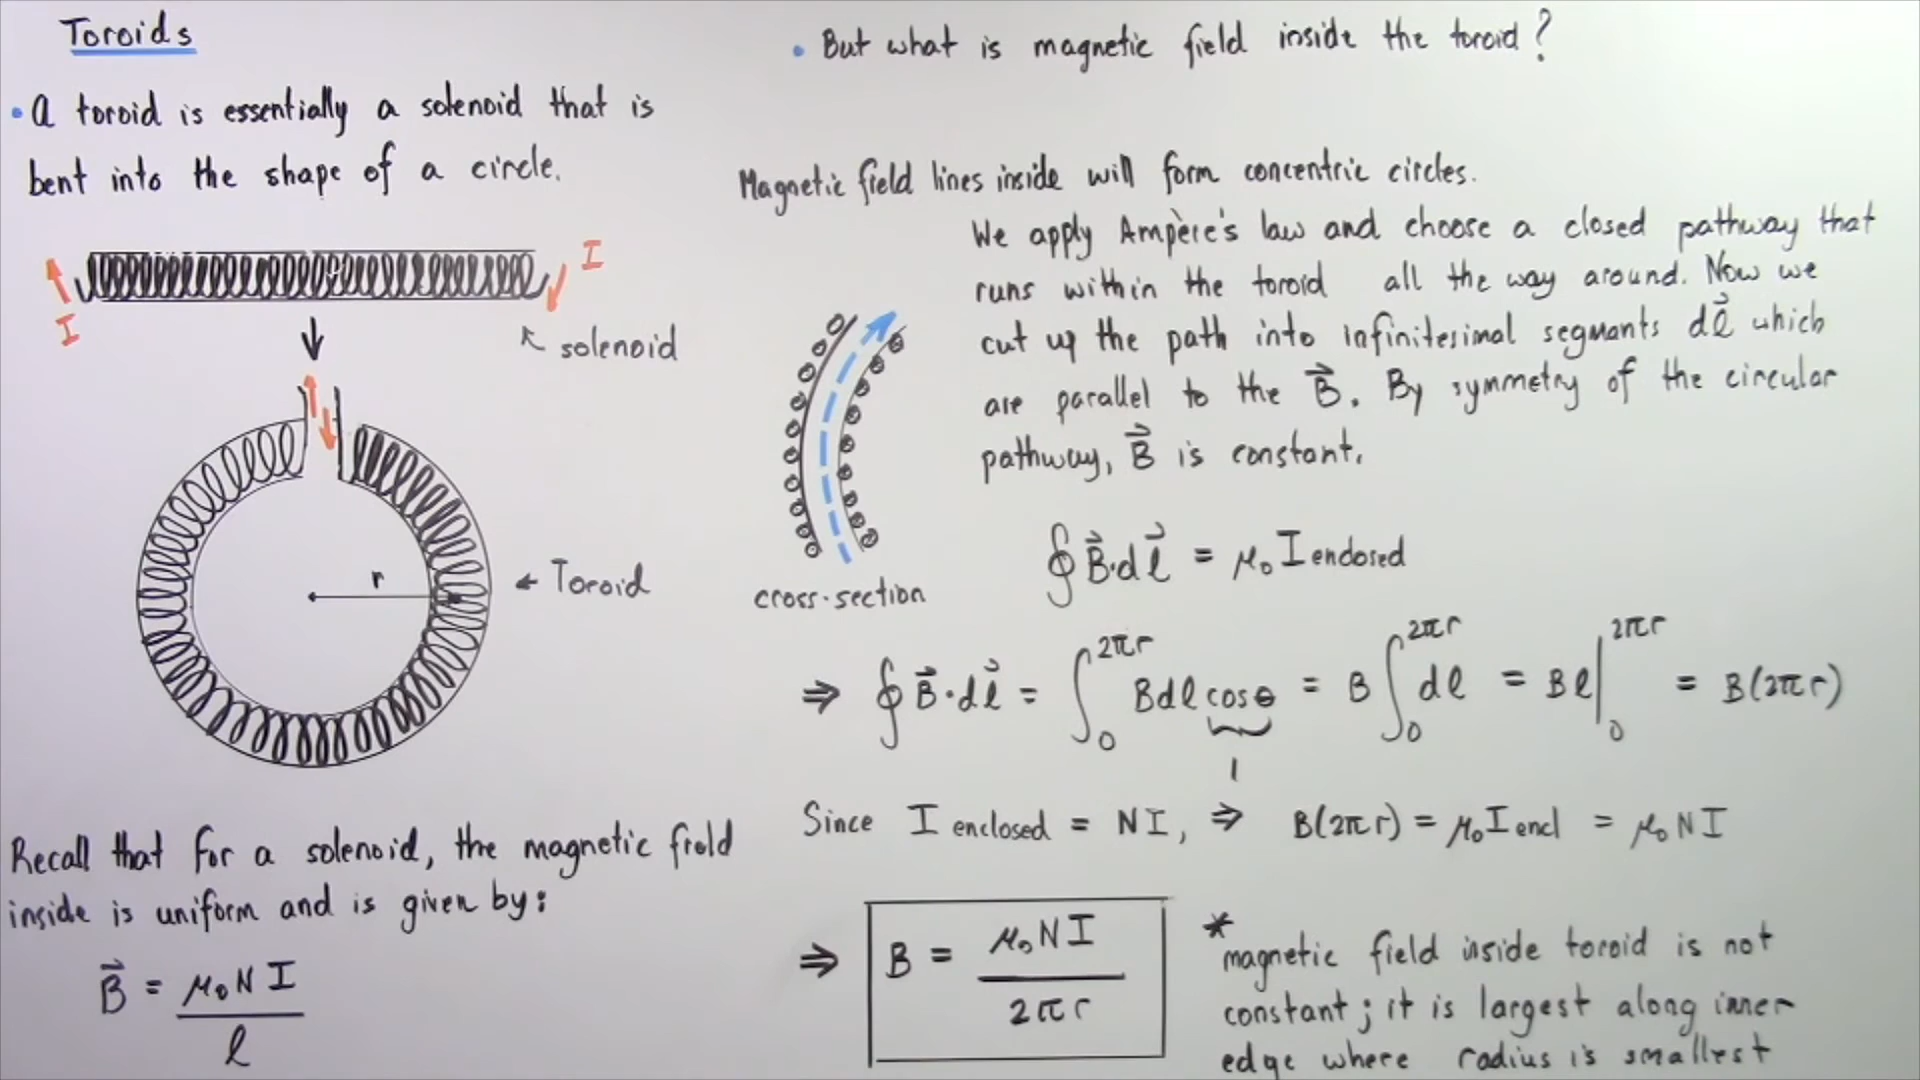 Toroids
• A toroid is essentially a solenoid that is
bent into the shape of a circle.
I
I
solenoid
r
← Toroid
Recall that for a solenoid, the magnetic field
inside is uniform and is given by:
B⃗ = μ₀NI / l
• But what is magnetic field inside the toroid?
Magnetic field lines inside will form concentric circles.
We apply Ampère's law and choose a closed pathway that
runs within the toroid all the way around. Now we
cut up the path into infinitesimal segmants dl⃗ which
are parallel to the B⃗. By symmetry of the circular
pathway, B⃗ is constant.
cross-section
∮ B⃗·dl⃗ = μ₀ I enclosed
⇒ ∮ B⃗·dl⃗ = ∫₀^2πr Bdl cosθ = B ∫₀^2πr dl = Bl |₀^2πr = B(2πr)
1
Since I enclosed = NI, ⇒ B(2πr) = μ₀I encl = μ₀NI
⇒ B = μ₀NI / 2πr
* magnetic field inside toroid is not
constant; it is largest along inner
edge where radius is smallest